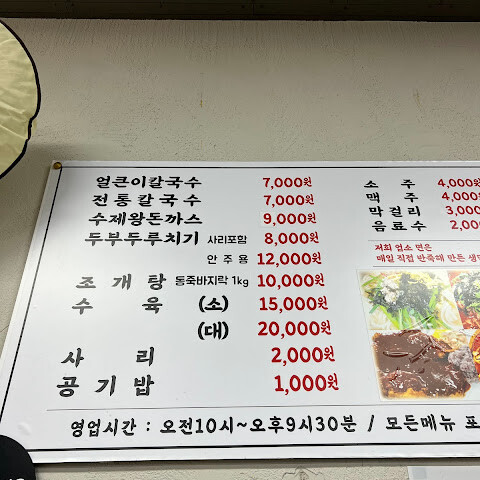 얼큰이칼국수 7,000원
전통칼국수 7,000원
수제왕돈까스 9,000원
두부두루치기 사리포함 8,000원
안주용 12,000원
조개탕 동죽바지락 1kg 10,000원
수육 (소) 15,000원
(대) 20,000원
사리 2,000원
공기밥 1,000원
소주 4,000원
맥주 4,000원
막걸리 3,000
음료수 2,00
저희 업소 면은
매일 직접 반죽해 만든 생면
영업시간 : 오전10시~오후9시30분 / 모든메뉴 포